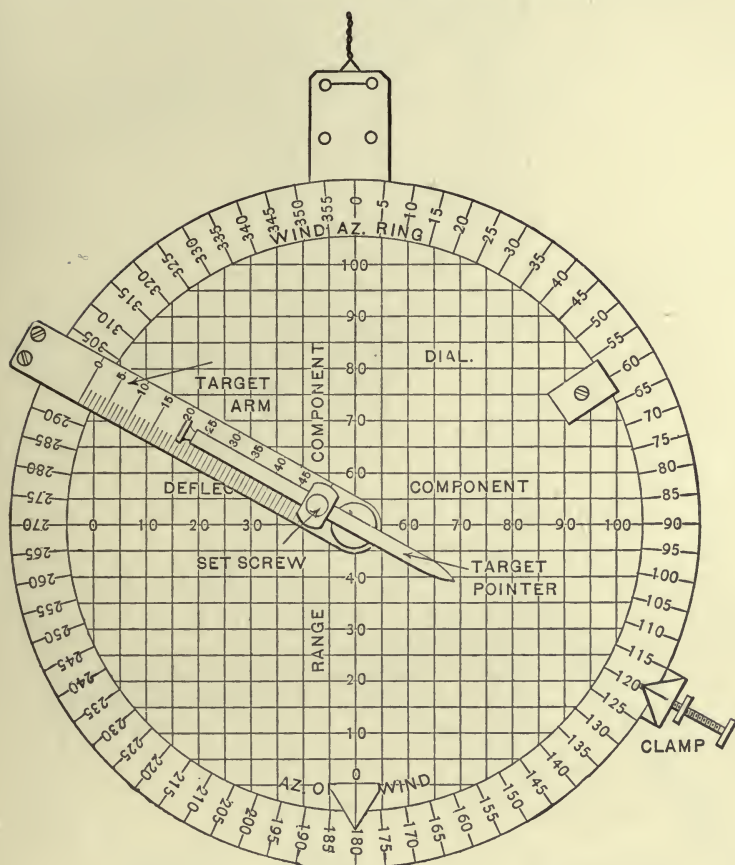 0 5 10 15 20 25 30 35 40 45 50 55 60 65 70 75 80 85 90 95 100 105 110 115 120 125 130 135 140 145 150 155 160 165 170 175 180 185 190 195 200 205 210 215 220 225 230 235 240 245 250 255 260 265 270 275 280 285 290 305 310 315 320 325 330 335 340 345 350 355
WIND AZ. RING
100
90
80
70
60
40
30
20
10
0
DIAL.
COMPONENT
TARGET
ARM
0 5 10 15 20 25 30 35 40 45
DEFLEC
COMPONENT
0 10 20 30 60 70 80 90 100
SET SCREW
TARGET
POINTER
RANGE
CLAMP
AZ. O WIND